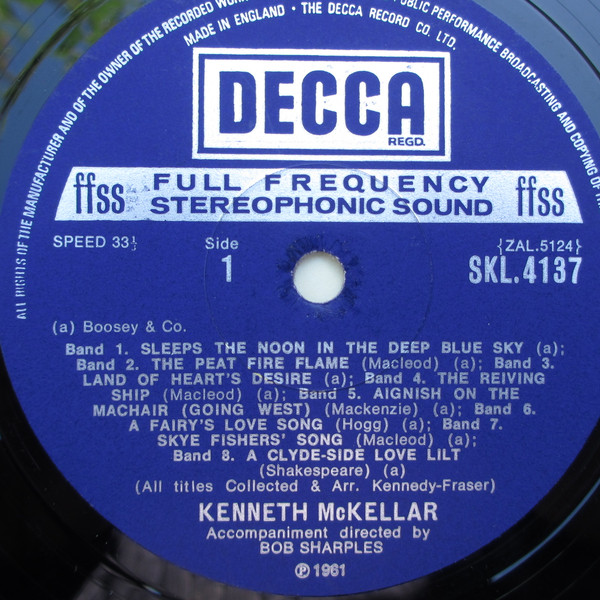 ALL RIGHTS OF THE MANUFACTURER AND OF THE OWNER OF THE RECORDED WORK
PUBLIC PERFORMANCE BROADCASTING AND COPYING OF
MADE IN ENGLAND • THE DECCA RECORD CO. LTD.
DECCA
REGD.
ffss FULL FREQUENCY STEREOPHONIC SOUND ffss
SPEED 33⅓
Side
1
{ZAL.5124}
SKL.4137
(a) Boosey & Co.
Band 1. SLEEPS THE NOON IN THE DEEP BLUE SKY (a);
Band 2. THE PEAT FIRE FLAME (Macleod) (a); Band 3.
LAND OF HEART'S DESIRE (a); Band 4. THE REIVING
SHIP (Macleod) (a); Band 5. AIGNISH ON THE
MACHAIR (GOING WEST) (Mackenzie) (a); Band 6.
A FAIRY'S LOVE SONG (Hogg) (a); Band 7.
SKYE FISHERS' SONG (Macleod) (a);
Band 8. A CLYDE-SIDE LOVE LILT
(Shakespeare) (a)
(All titles Collected & Arr. Kennedy-Fraser)
KENNETH McKELLAR
Accompaniment directed by
BOB SHARPLES
℗ 1961